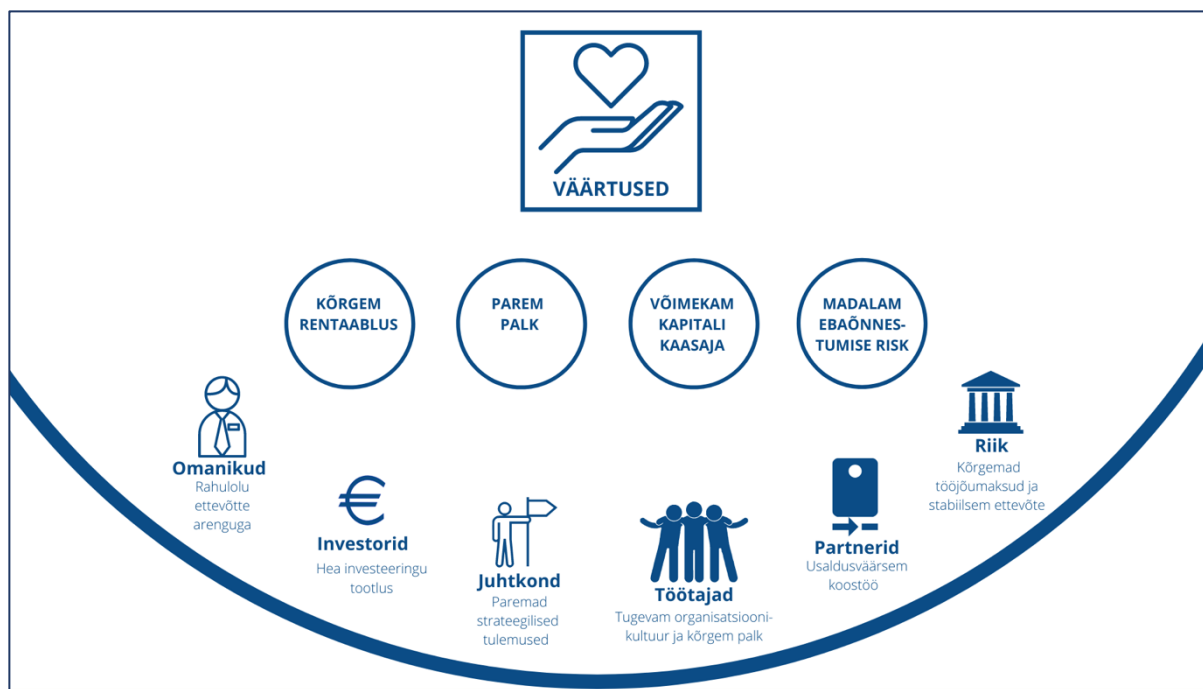 VÄÄRTUSED
KÕRGEM
RENTAABLUS
PAREM
PALK
VÕIMEKAM
KAPITALI
KAASAJA
MADALAM
EBAÕNNES-
TUMISE RISK
Omanikud
Rahulolu
ettevõtte
arenguga
Investorid
Hea investeeringu
tootlus
Juhtkond
Paremad
strateegilised
tulemused
Töötajad
Tugevam organisatsiooni-
kultuur ja kõrgem palk
Partnerid
Usaldusväärsem
koostöö
Riik
Kõrgemad
tööjõumaksud ja
stabiilsem ettevõte